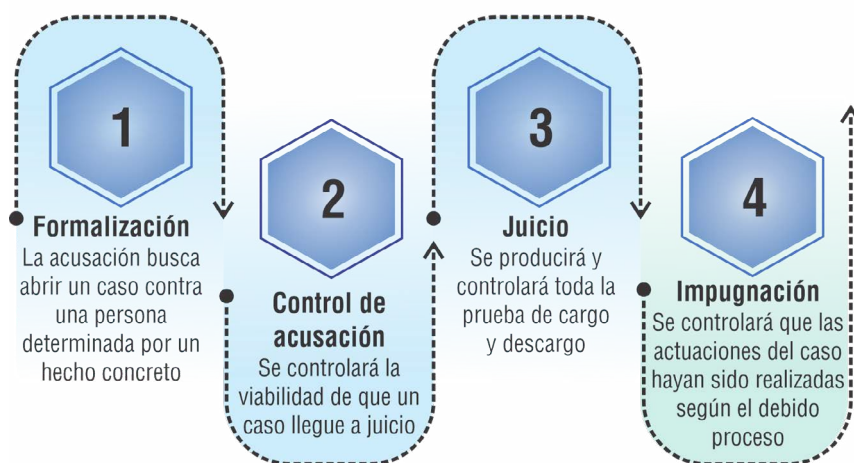 1
Formalización
La acusación busca
abrir un caso contra
una persona
determinada por un
hecho concreto
2
Control de
acusación
Se controlará la
viabilidad de que un
caso llegue a juicio
3
Juicio
Se producirá y
controlará toda la
prueba de cargo
y descargo
4
Impugnación
Se controlará que las
actuaciones del caso
hayan sido realizadas
según el debido
proceso